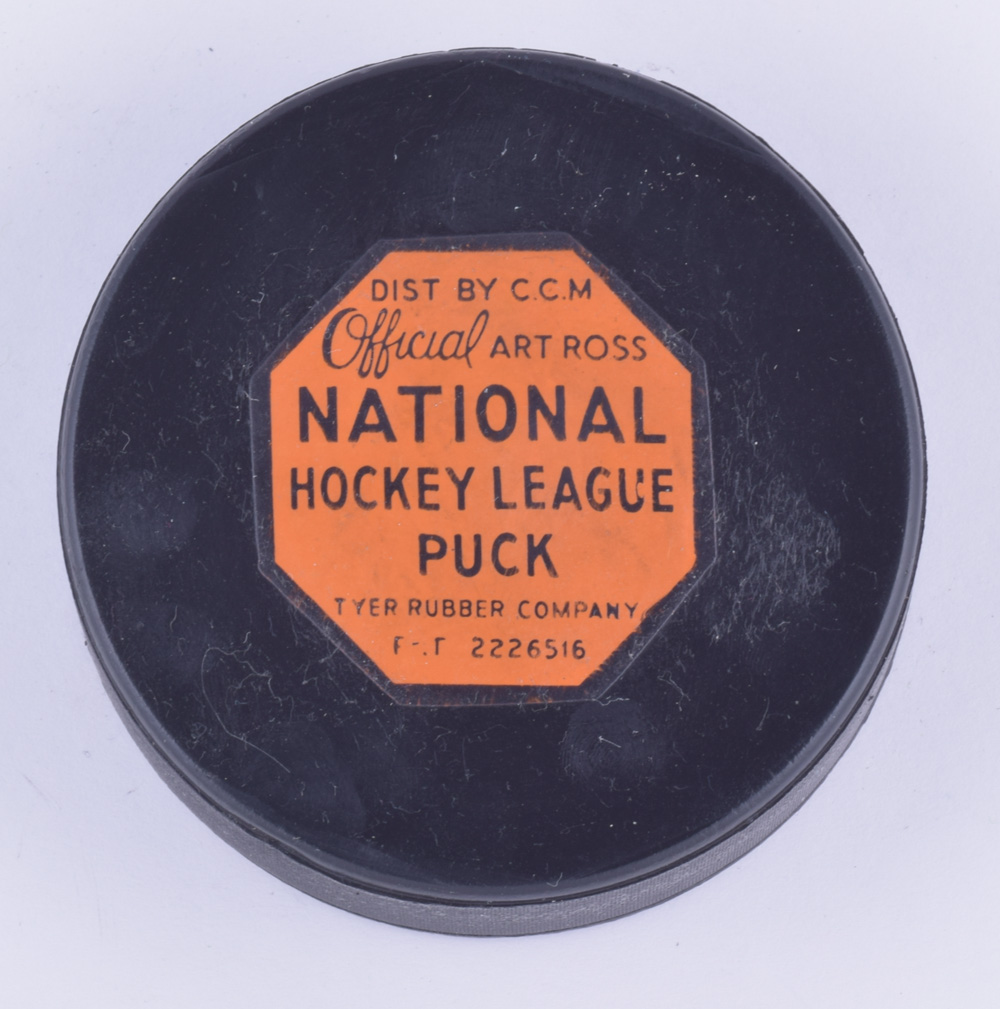 DIST BY C.C.M
Official ART ROSS
NATIONAL
HOCKEY LEAGUE
PUCK
TYER RUBBER COMPANY
2226516